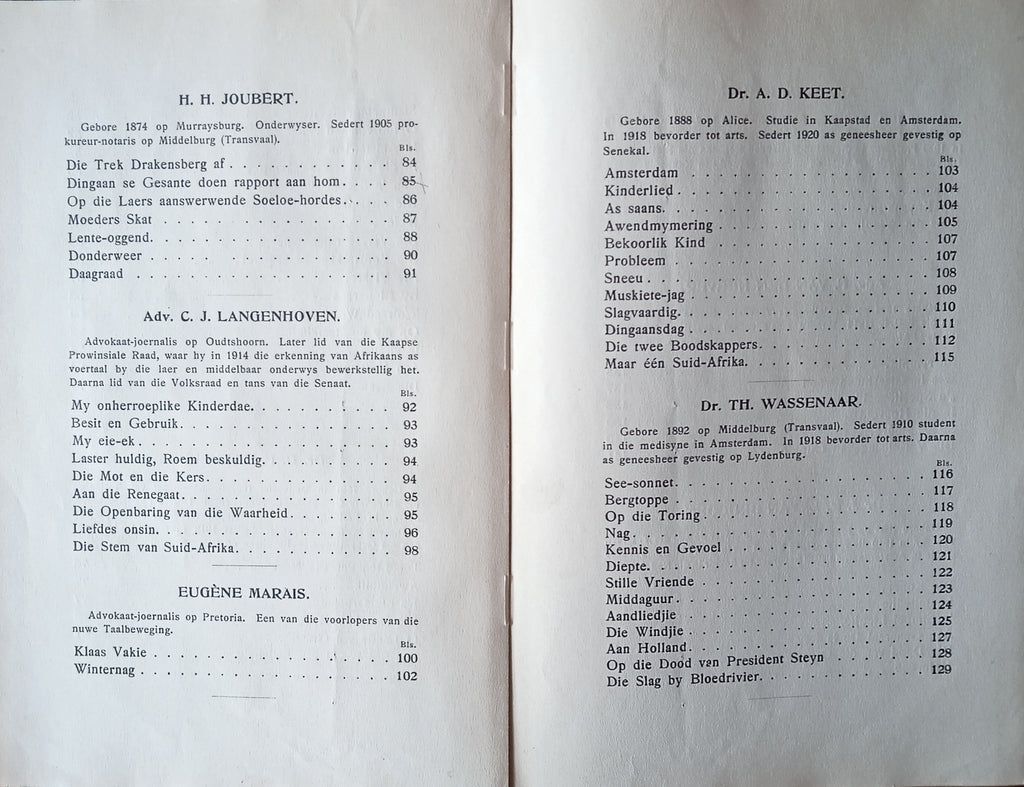 H. H. JOUBERT.
Gebore 1874 op Murraysburg. Onderwyser. Sedert 1905 pro-
kureur-notaris op Middelburg (Transvaal).
Bls.
Die Trek Drakensberg af . . . . . . . . . . . 84
Dingaan se Gesante doen rapport aan hom. . . . 85
Op die Laers aanswerwende Soeloe-hordes. . . . 86
Moeders Skat . . . . . . . . . . . . . . 87
Lente-oggend. . . . . . . . . . . . . . . 88
Donderweer . . . . . . . . . . . . . . . 90
Daagraad . . . . . . . . . . . . . . . . 91
Adv. C. J. LANGENHOVEN.
Advokaat-joernalis op Oudtshoorn. Later lid van die Kaapse
Prowinsiale Raad, waar hy in 1914 die erkenning van Afrikaans as
voertaal by die laer en middelbaar onderwys bewerkstellig het.
Daarna lid van die Volksraad en tans van die Senaat.
Bls.
My onherroeplike Kinderdae. . . . . . . . . 92
Besit en Gebruik. . . . . . . . . . . . . 93
My eie-ek . . . . . . . . . . . . . . . 93
Laster huldig, Roem beskuldig. . . . . . . . . 94
Die Mot en die Kers. . . . . . . . . . . . 94
Aan die Renegaat. . . . . . . . . . . . . 95
Die Openbaring van die Waarheid . . . . . . . 95
Liefdes onsin. . . . . . . . . . . . . . 96
Die Stem van Suid-Afrika. . . . . . . . . . 98
EUGÈNE MARAIS.
Advokaat-joernalis op Pretoria. Een van die voorlopers van die
nuwe Taalbeweging.
Bls.
Klaas Vakie . . . . . . . . . . . . . . 100
Winternag . . . . . . . . . . . . . . . 102
Dr. A. D. KEET.
Gebore 1888 op Alice. Studie in Kaapstad en Amsterdam.
In 1918 bevorder tot arts. Sedert 1920 as geneesheer gevestig op
Senekal.
Bls.
Amsterdam . . . . . . . . . . . . . . . 103
Kinderlied . . . . . . . . . . . . . . . 104
As saans. . . . . . . . . . . . . . . . 104
Awendmymering . . . . . . . . . . . . . 105
Bekoorlik Kind . . . . . . . . . . . . . 107
Probleem . . . . . . . . . . . . . . . 107
Sneeu . . . . . . . . . . . . . . . . . 108
Muskiete-jag . . . . . . . . . . . . . . 109
Slagvaardig. . . . . . . . . . . . . . . 110
Dingaansdag . . . . . . . . . . . . . . 111
Die twee Boodskappers. . . . . . . . . . . 112
Maar één Suid-Afrika. . . . . . . . . . . 115
Dr. TH. WASSENAAR.
Gebore 1892 op Middelburg (Transvaal). Sedert 1910 student
in die medisyne in Amsterdam. In 1918 bevorder tot arts. Daarna
as geneesheer gevestig op Lydenburg.
Bls.
See-sonnet. . . . . . . . . . . . . . . 116
Bergtoppe . . . . . . . . . . . . . . . 117
Op die Toring . . . . . . . . . . . . . . 118
Nag. . . . . . . . . . . . . . . . . . 119
Kennis en Gevoel . . . . . . . . . . . . 120
Diepte. . . . . . . . . . . . . . . . . 121
Stille Vriende . . . . . . . . . . . . . . 122
Middaguur. . . . . . . . . . . . . . . 123
Aandliedjie . . . . . . . . . . . . . . . 124
Die Windjie . . . . . . . . . . . . . . . 125
Aan Holland. . . . . . . . . . . . . . . 127
Op die Dood van President Steyn . . . . . . . 128
Die Slag by Bloedrivier. . . . . . . . . . . 129